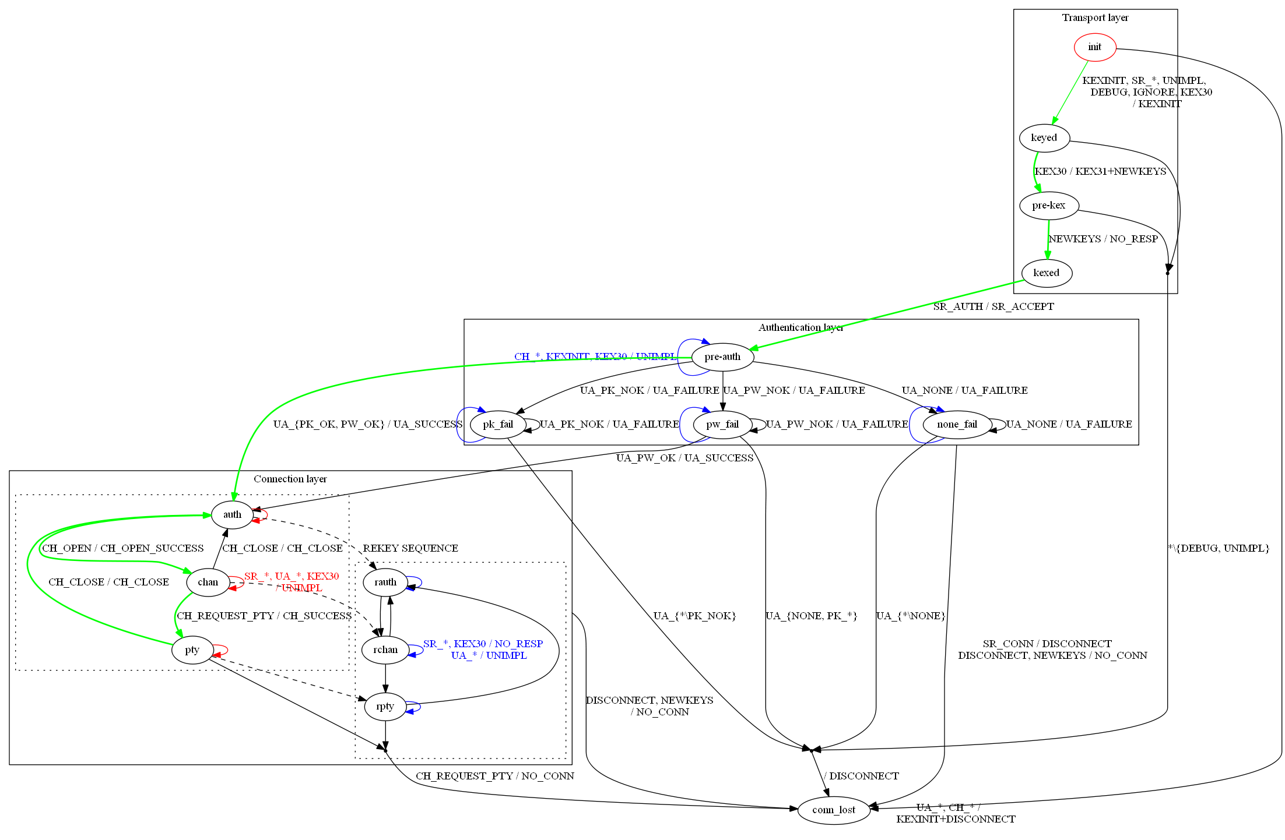 Transport layer
init
KEXINIT, SR_*, UNIMPL,
DEBUG, IGNORE, KEX30
/ KEXINIT
keyed
KEX30 / KEX31+NEWKEYS
pre-kex
NEWKEYS / NO_RESP
kexed
SR_AUTH / SR_ACCEPT
Authentication layer
CH_*, KEXINIT, KEX30 / UNIMPL
pre-auth
UA_PK_NOK / UA_FAILURE
UA_PW_NOK / UA_FAILURE
UA_NONE / UA_FAILURE
UA_{PK_OK, PW_OK} / UA_SUCCESS
pk_fail
UA_PK_NOK / UA_FAILURE
pw_fail
UA_PW_NOK / UA_FAILURE
none_fail
UA_NONE / UA_FAILURE
UA_PW_OK / UA_SUCCESS
Connection layer
auth
CH_OPEN / CH_OPEN_SUCCESS
CH_CLOSE / CH_CLOSE
REKEY SEQUENCE
*\{DEBUG, UNIMPL}
CH_CLOSE / CH_CLOSE
chan
SR_*, UA_*, KEX30
/ UNIMPL
rauth
CH_REQUEST_PTY / CH_SUCCESS
UA_{*\PK_NOK}
UA_{NONE, PK_*}
UA_{*\NONE}
pty
rchan
SR_*, KEX30 / NO_RESP
UA_* / UNIMPL
SR_CONN / DISCONNECT
DISCONNECT, NEWKEYS / NO_CONN
rpty
DISCONNECT, NEWKEYS
/ NO_CONN
CH_REQUEST_PTY / NO_CONN
/ DISCONNECT
conn_lost
UA_*, CH_* /
KEXINIT+DISCONNECT